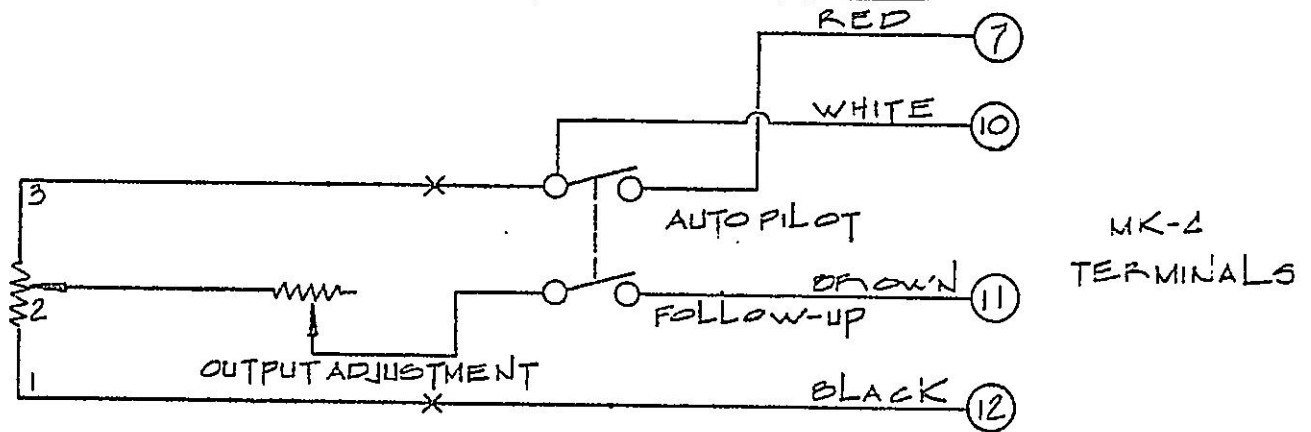 RED
7
WHITE
10
3
AUTO PILOT
MK-4
TERMINALS
BROWN
11
2
FOLLOW-UP
OUTPUT ADJUSTMENT
1
BLACK
12